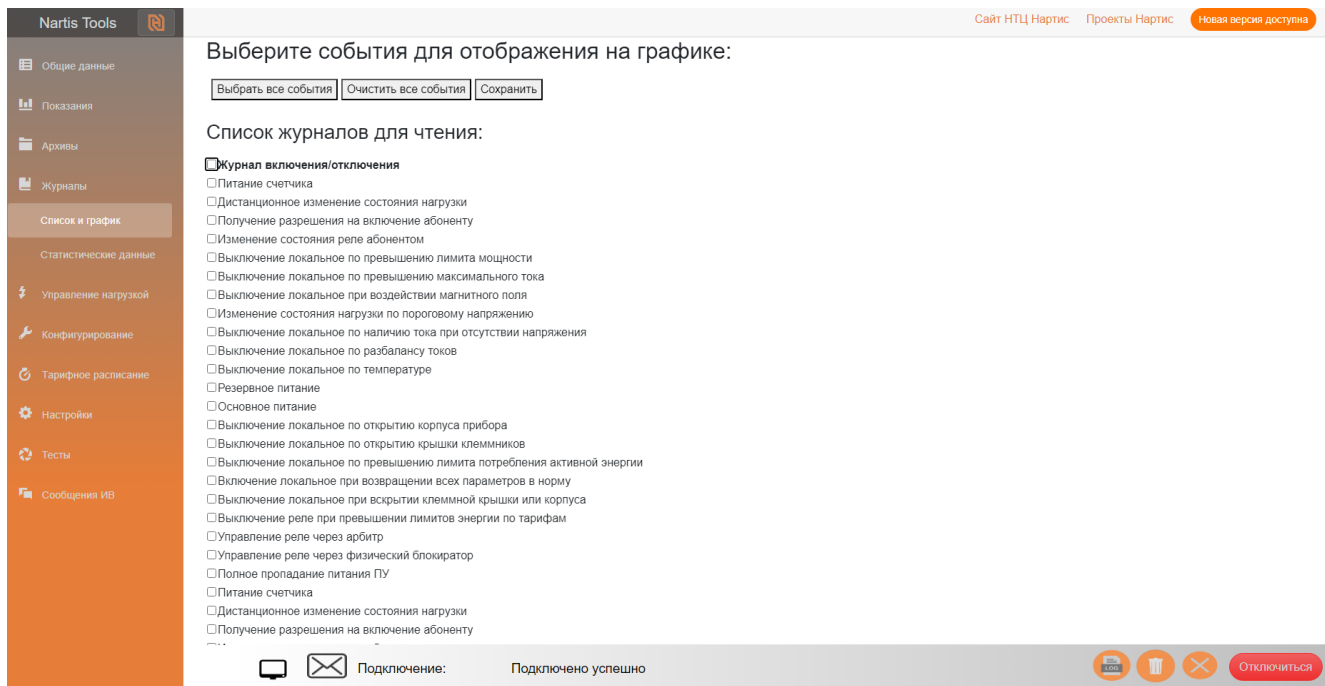 Nartis Tools
Сайт НТЦ Нартис Проекты Нартис Новая версия доступна
Общие данные
Показания
Архивы
Журналы
Список и график
Статистические данные
Управление нагрузкой
Конфигурирование
Тарифное расписание
Настройки
Тесты
Сообщения ИВ
Выберите события для отображения на графике:
Выбрать все события Очистить все события Сохранить
Список журналов для чтения:
Журнал включения/отключения
Питание счетчика
Дистанционное изменение состояния нагрузки
Получение разрешения на включение абоненту
Изменение состояния реле абонентом
Выключение локальное по превышению лимита мощности
Выключение локальное по превышению максимального тока
Выключение локальное при воздействии магнитного поля
Изменение состояния нагрузки по пороговому напряжению
Выключение локальное по наличию тока при отсутствии напряжения
Выключение локальное по разбалансу токов
Выключение локальное по температуре
Резервное питание
Основное питание
Выключение локальное по открытию корпуса прибора
Выключение локальное по открытию крышки клеммников
Выключение локальное по превышению лимита потребления активной энергии
Включение локальное при возвращении всех параметров в норму
Выключение локальное при вскрытии клеммной крышки или корпуса
Выключение реле при превышении лимитов энергии по тарифам
Управление реле через арбитр
Управление реле через физический блокиратор
Полное пропадание питания ПУ
Питание счетчика
Дистанционное изменение состояния нагрузки
Получение разрешения на включение абоненту
Подключение: Подключено успешно
LOG
Отключиться